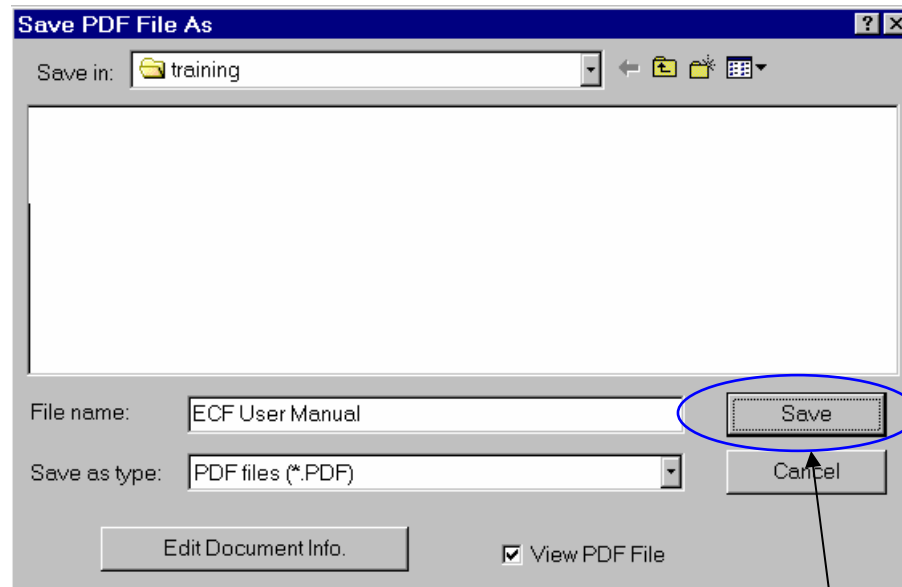 Save PDF File As
Save in: training
File name: ECF User Manual Save
Save as type: PDF files (*.PDF) Cancel
Edit Document Info. View PDF File